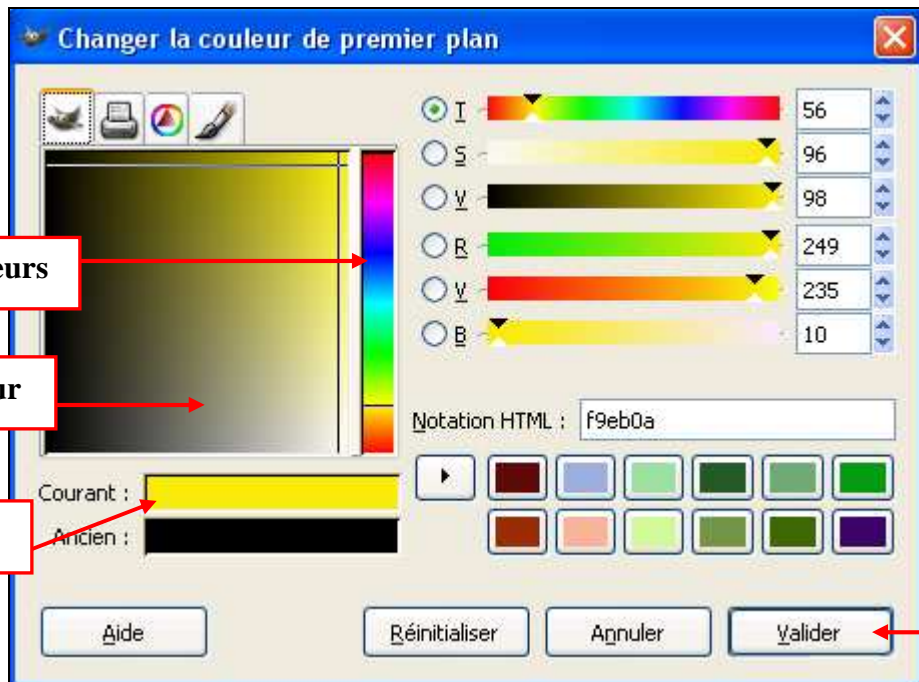 Changer la couleur de premier plan
T 56
S 96
V 98
R 249
V 235
B 10
eurs
ur
Notation HTML : f9eb0a
Courant :
Ancien :
Aide
Réinitialiser
Annuler
Valider